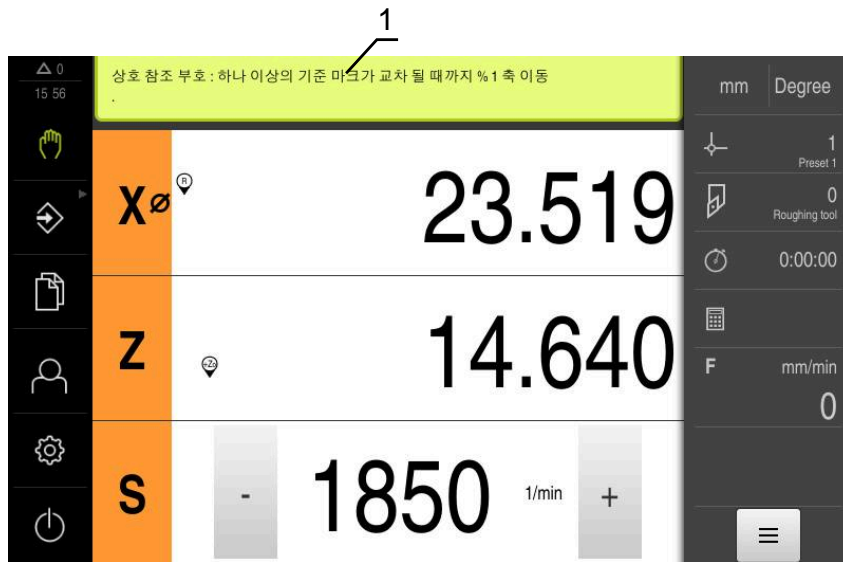 1
△ 0
15 56
상호 참조 부호 : 하나 이상의 기준 마크가 교차 될 때까지 %1 축 이동
.
mm Degree
1
Preset 1
X⌀ R 23.519
0
Roughing tool
0:00:00
Z 14.640
F mm/min
0
S - 1850 1/min +